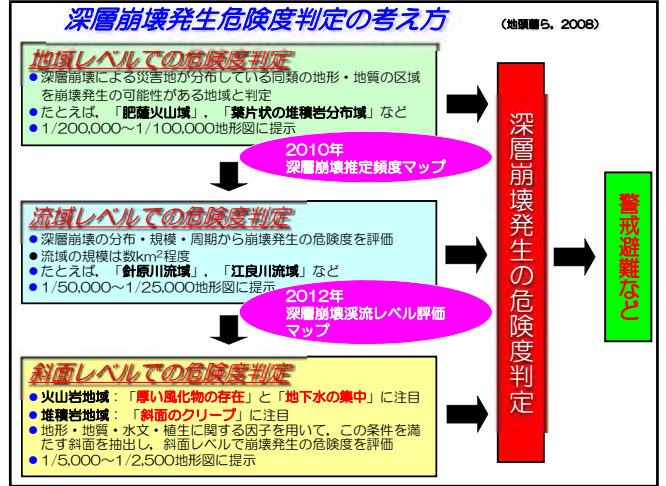 深層崩壊発生危険度判定の考え方
(地頭薗ら，2008)
地域レベルでの危険度判定
●深層崩壊による災害地が分布している同類の地形・地質の区域
を崩壊発生の可能性がある地域と判定
●たとえば，「肥薩火山域」，「葉片状の堆積岩分布域」など
●1/200,000～1/100,000地形図に提示
2010年
深層崩壊推定頻度マップ
流域レベルでの危険度判定
●深層崩壊の分布・規模・周期から崩壊発生の危険度を評価
●流域の規模は数km²程度
●たとえば，「針原川流域」，「江良川流域」など
●1/50,000～1/25,000地形図に提示
2012年
深層崩壊渓流レベル評価
マップ
斜面レベルでの危険度判定
●火山岩地域：「厚い風化物の存在」と「地下水の集中」に注目
●堆積岩地域：「斜面のクリープ」に注目
●地形・地質・水文・植生に関する因子を用いて，この条件を満
たす斜面を抽出し，斜面レベルで崩壊発生の危険度を評価
●1/5,000～1/2,500地形図に提示
深層崩壊発生の危険度判定
警戒避難など